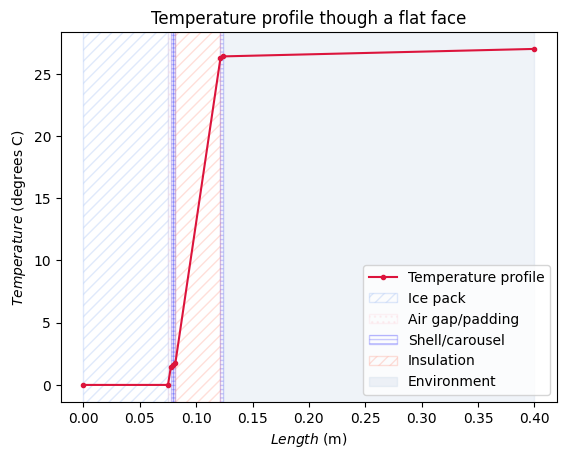 Temperature profile though a flat face
Temperature (degrees C)
25
20
15
10
5
0
Temperature profile
Ice pack
Air gap/padding
Shell/carousel
Insulation
Environment
0.00 0.05 0.10 0.15 0.20 0.25 0.30 0.35 0.40
Length (m)